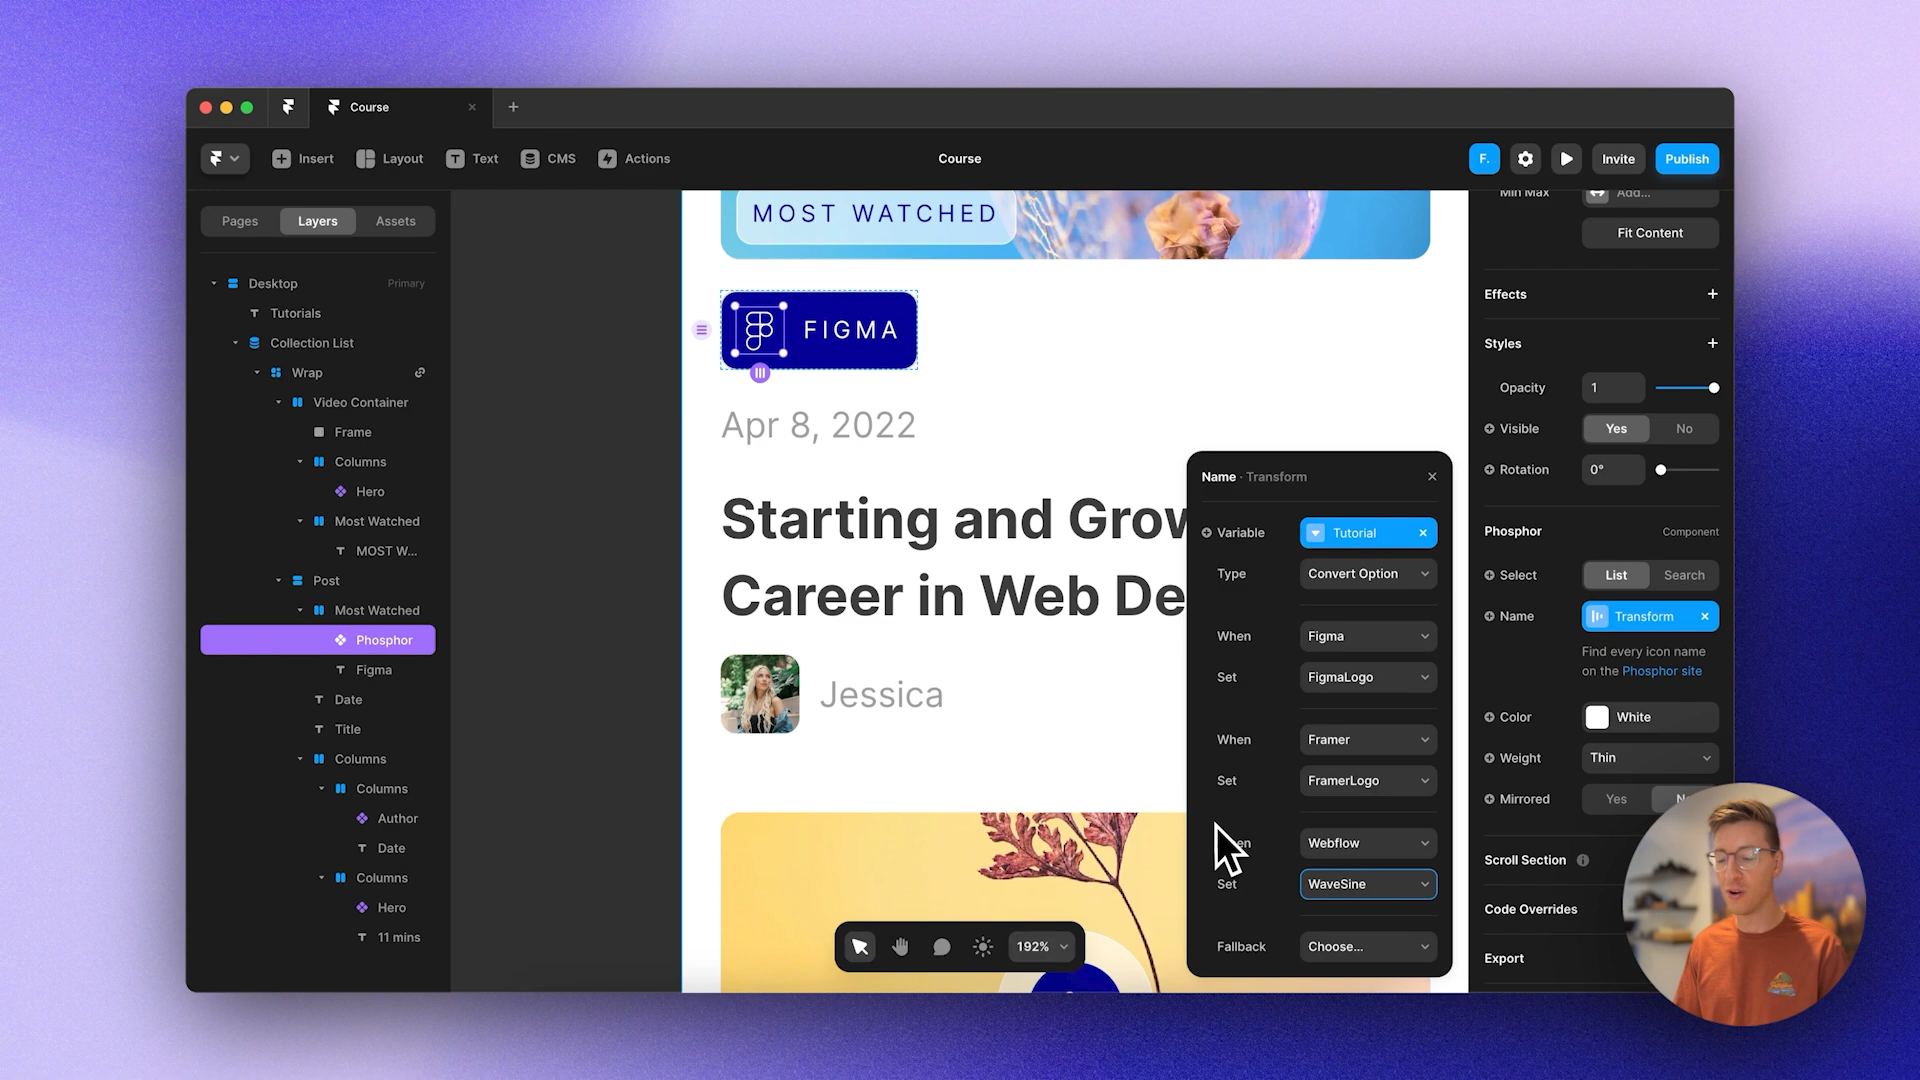 Course
Insert
Layout
Text
CMS
Actions
Course
F.
Invite
Publish
Pages
Layers
Assets
Desktop
Primary
Tutorials
Collection List
Wrap
Video Container
Frame
Columns
Hero
Most Watched
MOST W...
Post
Most Watched
Phosphor
Figma
Date
Title
Columns
Columns
Author
Date
Columns
Hero
11 mins
MOST WATCHED
FIGMA
Apr 8, 2022
Starting and Grow
Career in Web De
Jessica
192%
Name · Transform
Variable
Tutorial
Type
Convert Option
When
Figma
Set
FigmaLogo
When
Framer
Set
FramerLogo
Webflow
Set
WaveSine
Fallback
Choose...
Min Max
Add...
Fit Content
Effects
Styles
Opacity
1
Visible
Yes
No
Rotation
0°
Phosphor
Component
Select
List
Search
Name
Transform
Find every icon name
on the Phosphor site
Color
White
Weight
Thin
Mirrored
Yes
Scroll Section
Code Overrides
Export